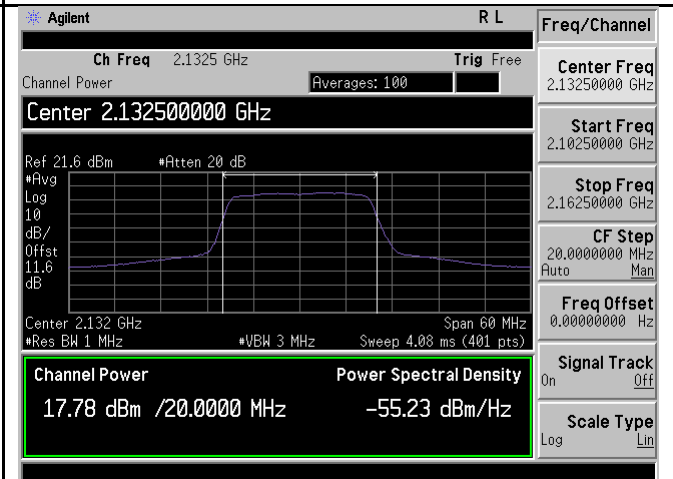 Agilent R L
Ch Freq 2.1325 GHz Trig Free
Channel Power Averages: 100
Center 2.132500000 GHz
Ref 21.6 dBm #Atten 20 dB
#Avg
Log
10
dB/
Offst
11.6
dB
Center 2.132 GHz Span 60 MHz
#Res BW 1 MHz #VBW 3 MHz Sweep 4.08 ms (401 pts)
Channel Power Power Spectral Density
17.78 dBm /20.0000 MHz -55.23 dBm/Hz
Freq/Channel
Center Freq
2.13250000 GHz
Start Freq
2.10250000 GHz
Stop Freq
2.16250000 GHz
CF Step
20.0000000 MHz
Auto Man
Freq Offset
0.00000000 Hz
Signal Track
On Off
Scale Type
Log Lin